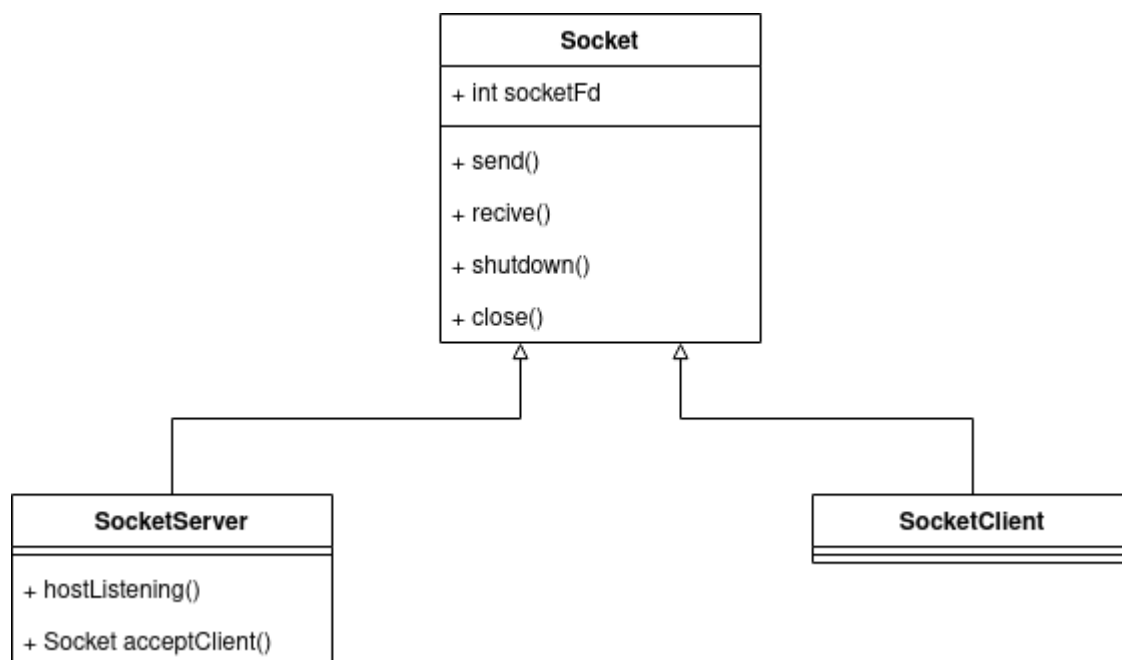 Socket
+ int socketFd
+ send()
+ recive()
+ shutdown()
+ close()
SocketServer
+ hostListening()
+ Socket acceptClient()
SocketClient